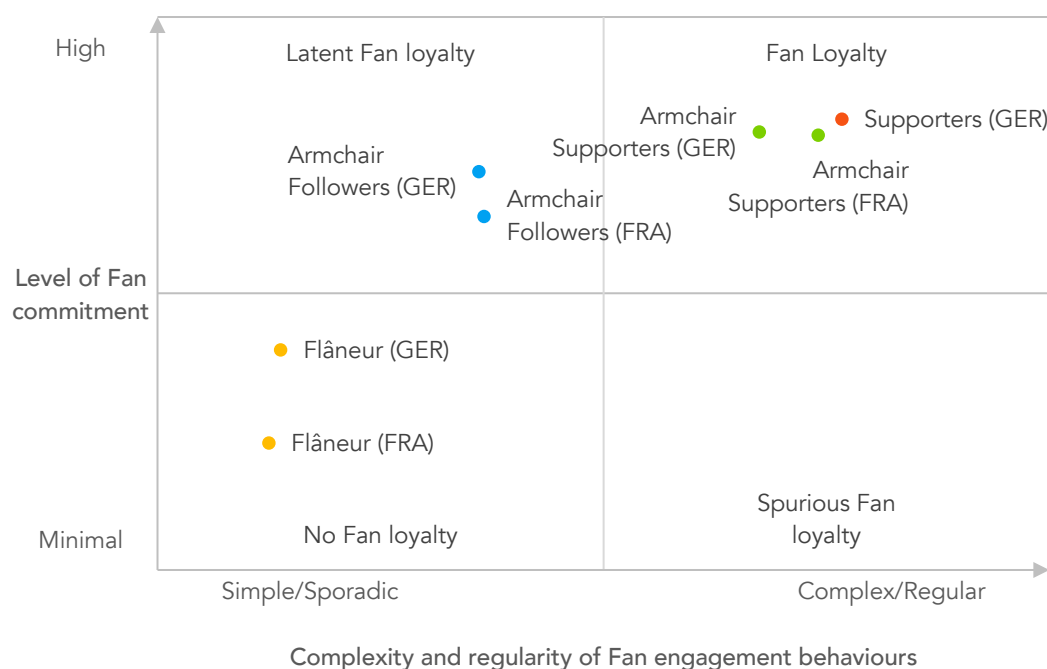 High
Latent Fan loyalty
Fan Loyalty
Armchair
Supporters (GER)
Supporters (GER)
Armchair
Followers (GER)
Armchair
Supporters (FRA)
Armchair
Followers (FRA)
Level of Fan
commitment
Flâneur (GER)
Flâneur (FRA)
Spurious Fan
loyalty
No Fan loyalty
Minimal
Simple/Sporadic
Complex/Regular
Complexity and regularity of Fan engagement behaviours